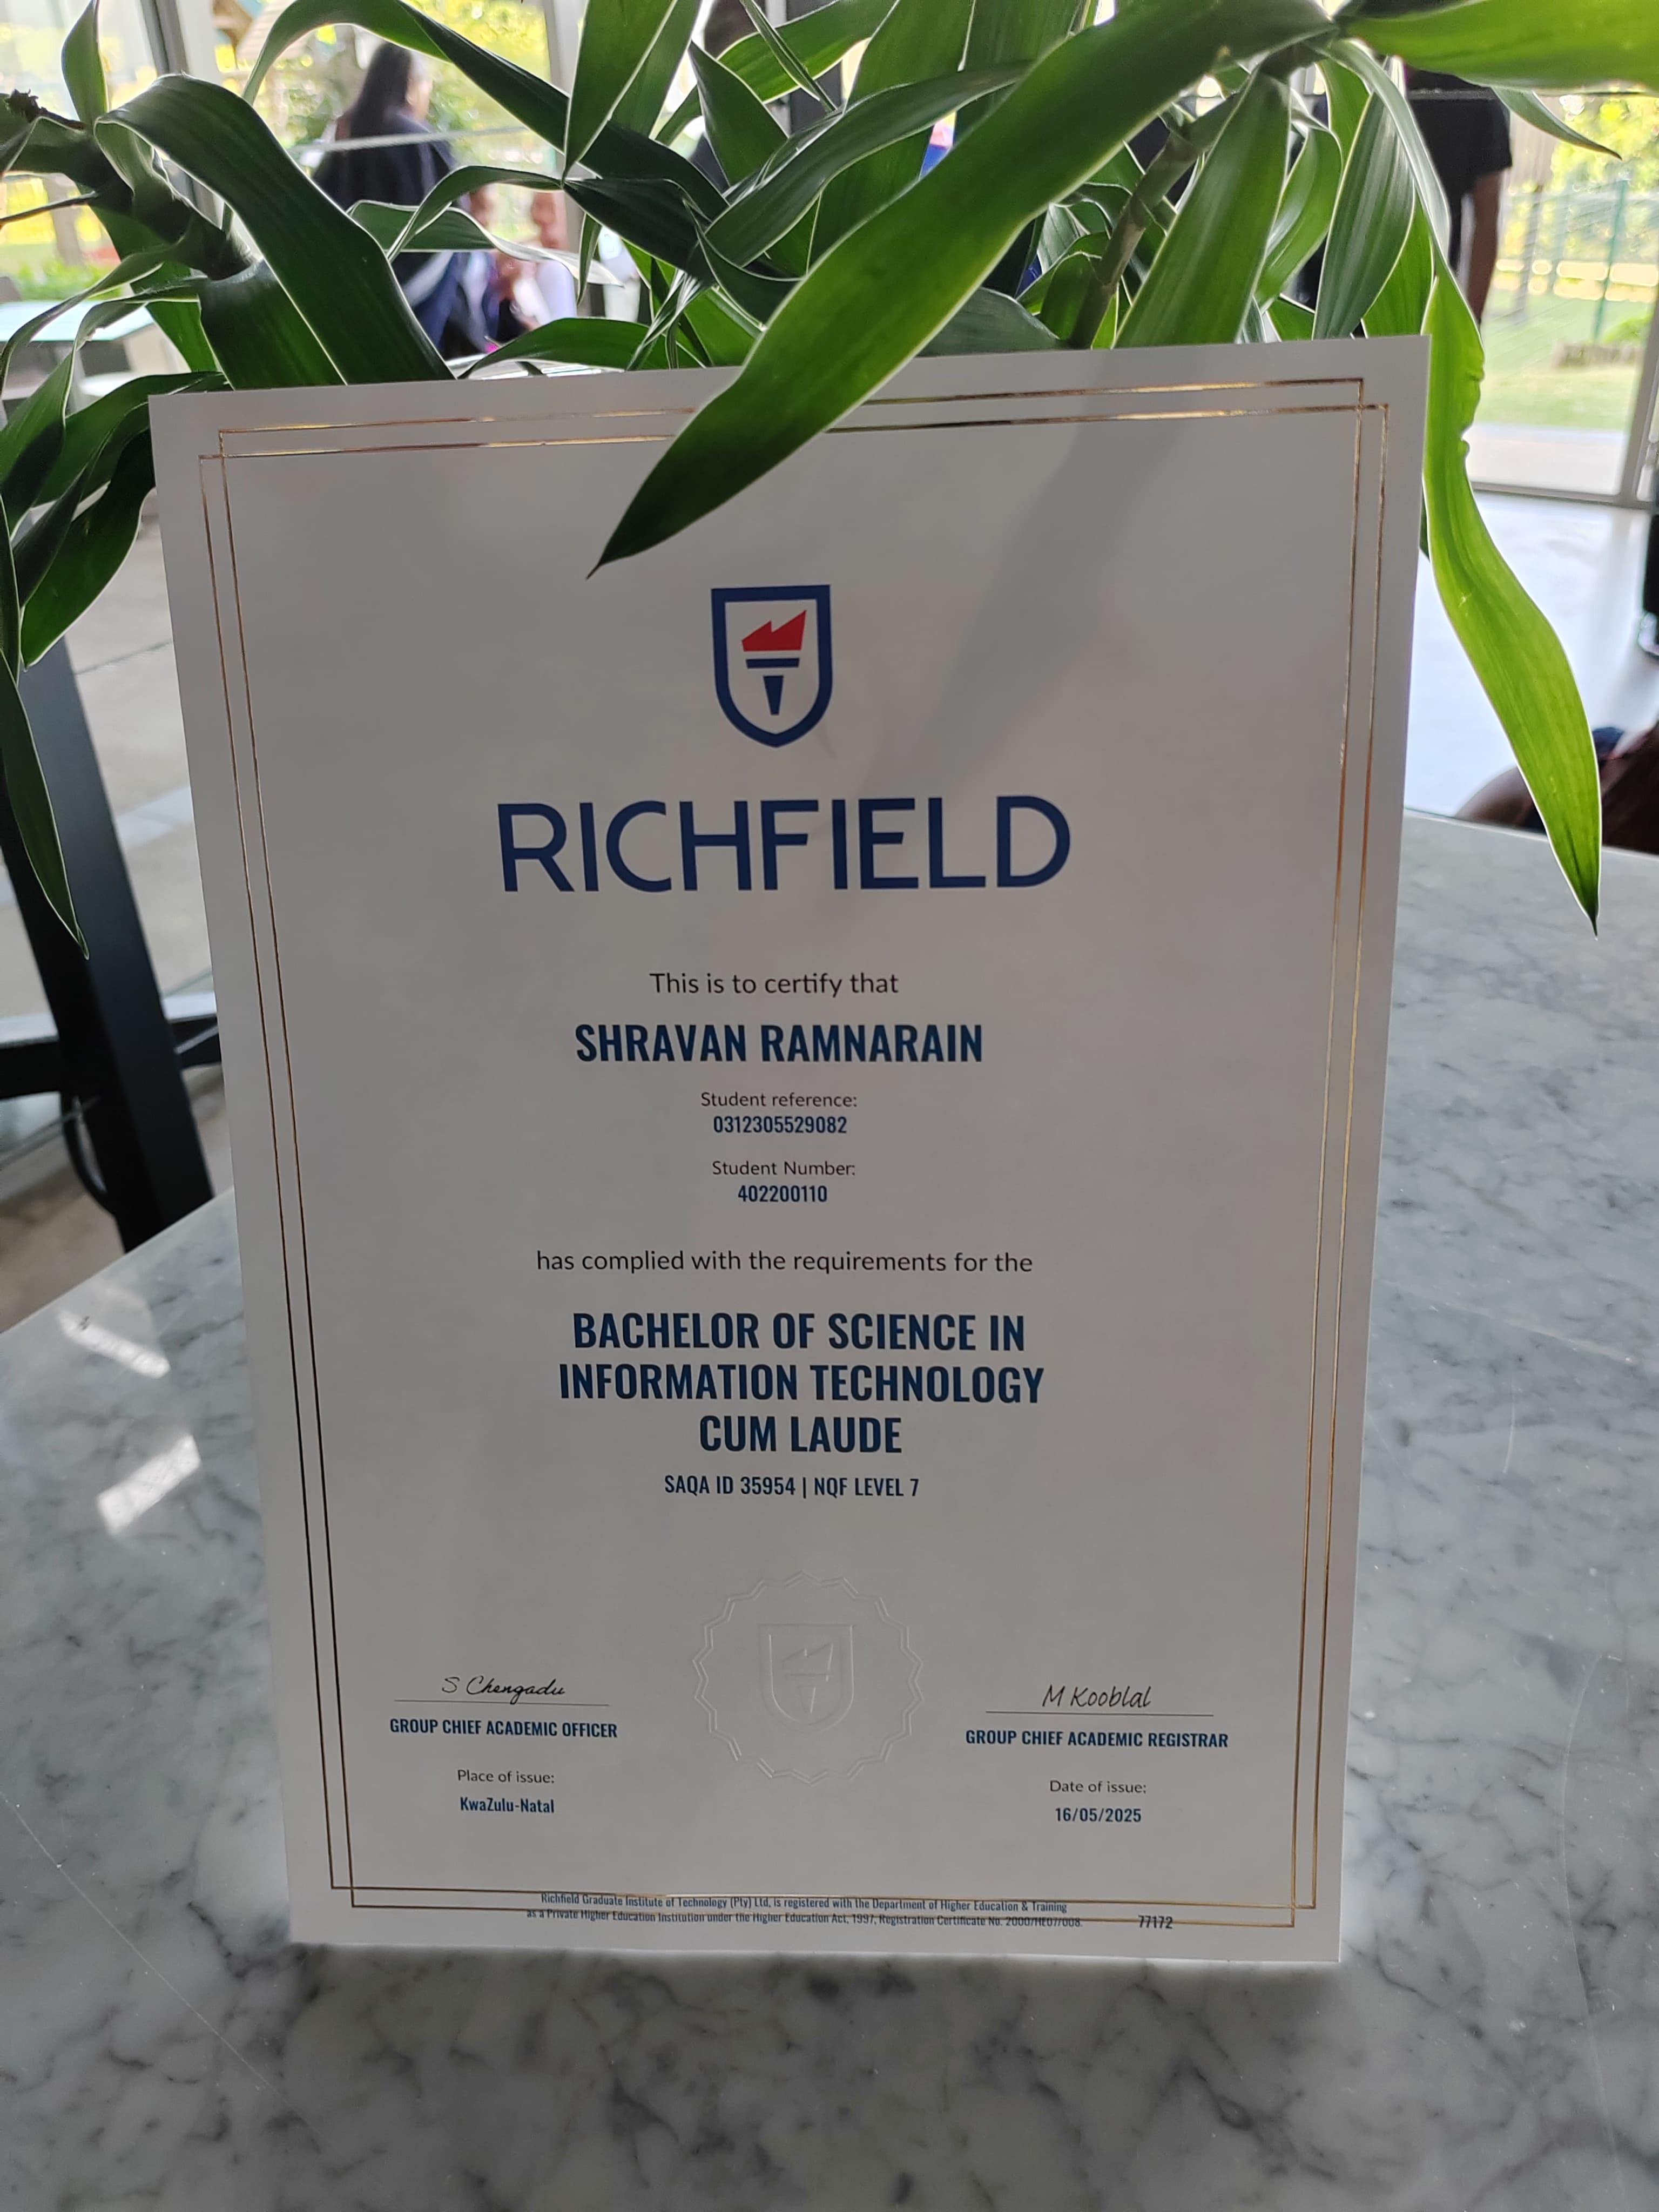 RICHFIELD
This is to certify that
SHRAVAN RAMNARAIN
Student reference:
0312305529082
Student Number:
402200110
has complied with the requirements for the
BACHELOR OF SCIENCE IN
INFORMATION TECHNOLOGY
CUM LAUDE
SAQA ID 35954 | NQF LEVEL 7
S Chengadu
GROUP CHIEF ACADEMIC OFFICER
Place of issue:
KwaZulu-Natal
M Kooblal
GROUP CHIEF ACADEMIC REGISTRAR
Date of issue:
16/05/2025
Richfield Graduate Institute of Technology (Pty) Ltd, is registered with the Department of Higher Education & Training
as a Private Higher Education Institution under the Higher Education Act, 1997, Registration Certificate No. 2000/HE07/008.
77172